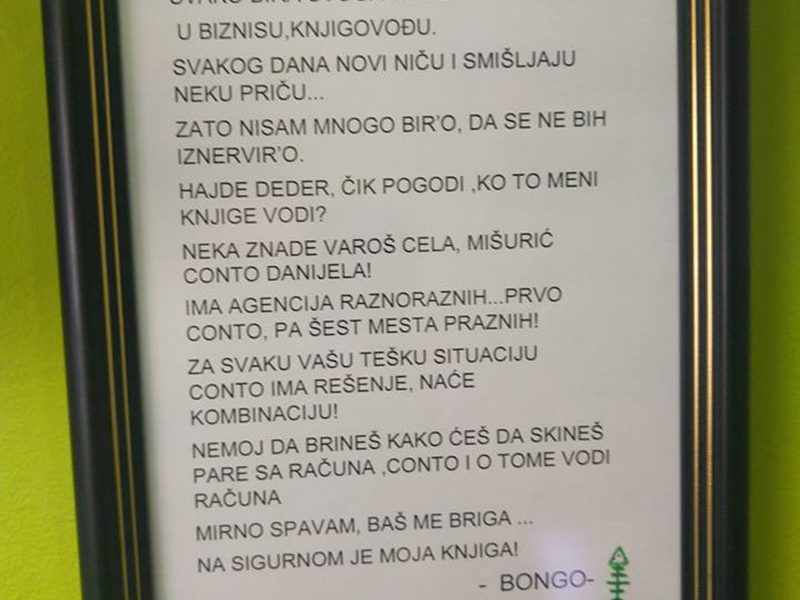 U BIZNISU,KNJIGOVOĐU.
SVAKOG DANA NOVI NIČU I SMIŠLJAJU
NEKU PRIČU...
ZATO NISAM MNOGO BIR'O, DA SE NE BIH
IZNERVIR'O.
HAJDE DEDER, ČIK POGODI ,KO TO MENI
KNJIGE VODI?
NEKA ZNADE VAROŠ CELA, MIŠURIĆ
CONTO DANIJELA!
IMA AGENCIJA RAZNORAZNIH...PRVO
CONTO, PA ŠEST MESTA PRAZNIH!
ZA SVAKU VAŠU TEŠKU SITUACIJU
CONTO IMA REŠENJE, NAĆE
KOMBINACIJU!
NEMOJ DA BRINEŠ KAKO ĆEŠ DA SKINEŠ
PARE SA RAČUNA ,CONTO I O TOME VODI
RAČUNA
MIRNO SPAVAM, BAŠ ME BRIGA ...
NA SIGURNOM JE MOJA KNJIGA!
- BONGO-